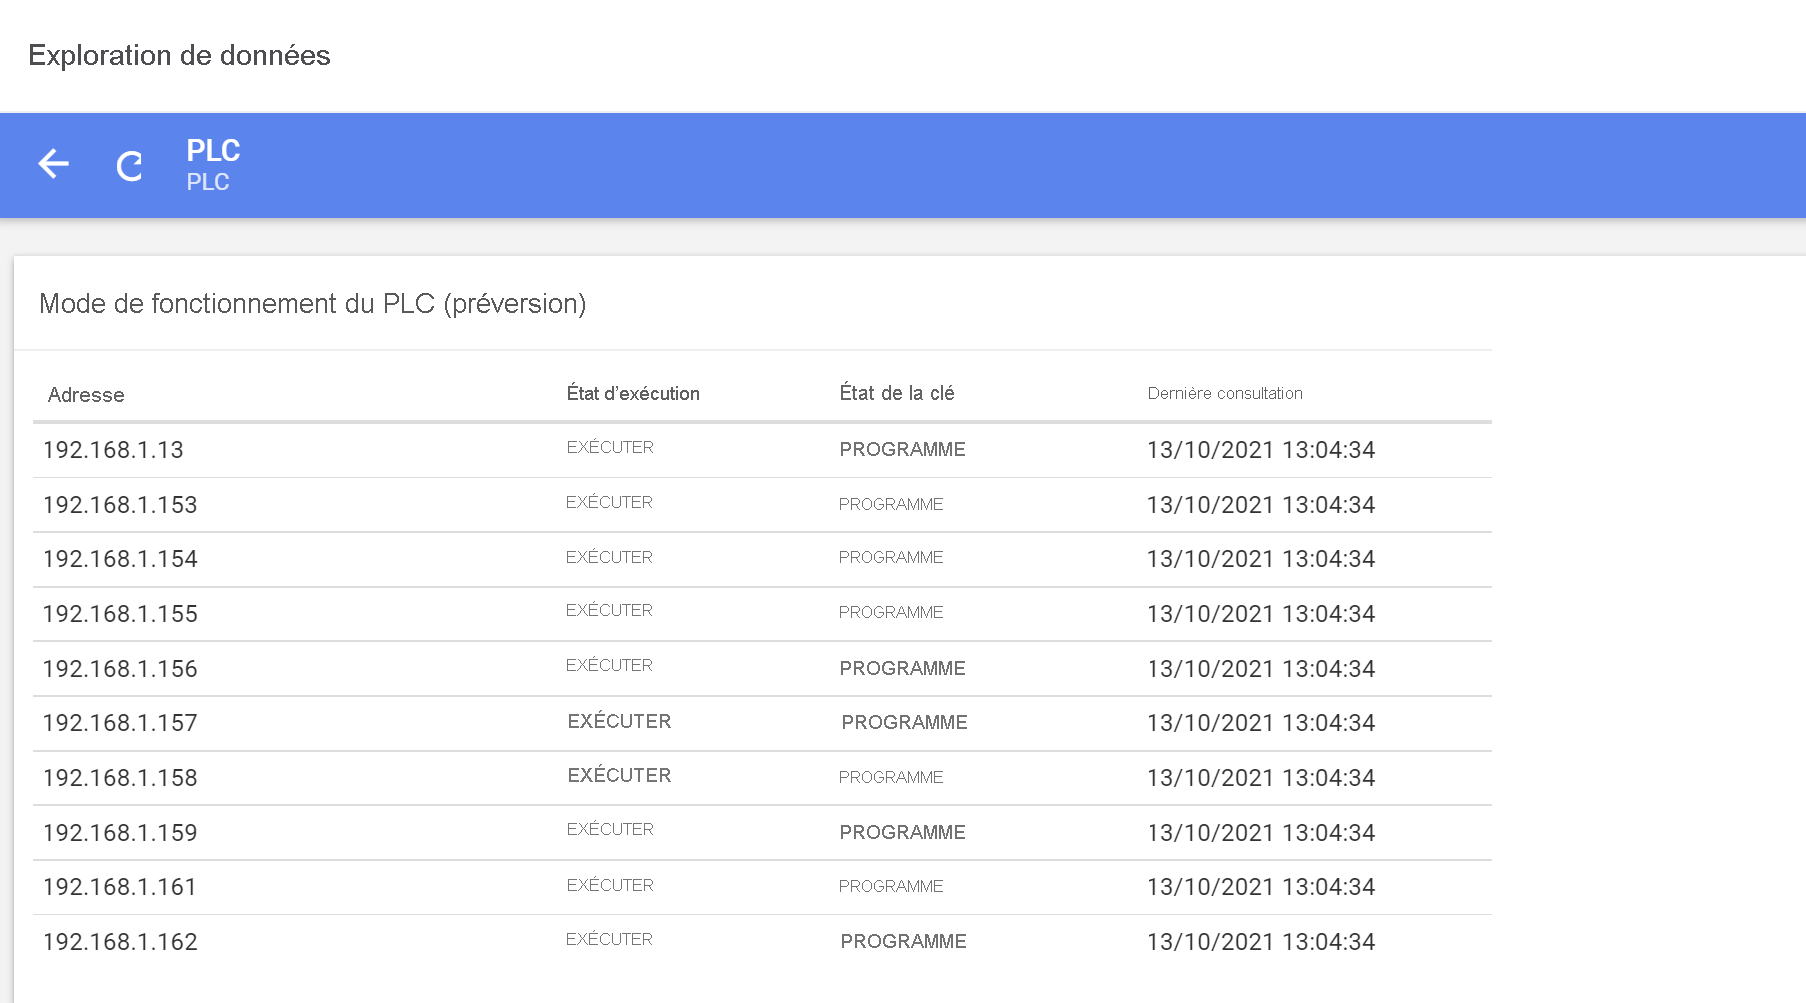 Exploration de données
PLC
PLC
Mode de fonctionnement du PLC (préversion)
Adresse État d'exécution État de la clé Dernière consultation
192.168.1.13 EXÉCUTER PROGRAMME 13/10/2021 13:04:34
192.168.1.153 EXÉCUTER PROGRAMME 13/10/2021 13:04:34
192.168.1.154 EXÉCUTER PROGRAMME 13/10/2021 13:04:34
192.168.1.155 EXÉCUTER PROGRAMME 13/10/2021 13:04:34
192.168.1.156 EXÉCUTER PROGRAMME 13/10/2021 13:04:34
192.168.1.157 EXÉCUTER PROGRAMME 13/10/2021 13:04:34
192.168.1.158 EXÉCUTER PROGRAMME 13/10/2021 13:04:34
192.168.1.159 EXÉCUTER PROGRAMME 13/10/2021 13:04:34
192.168.1.161 EXÉCUTER PROGRAMME 13/10/2021 13:04:34
192.168.1.162 EXÉCUTER PROGRAMME 13/10/2021 13:04:34